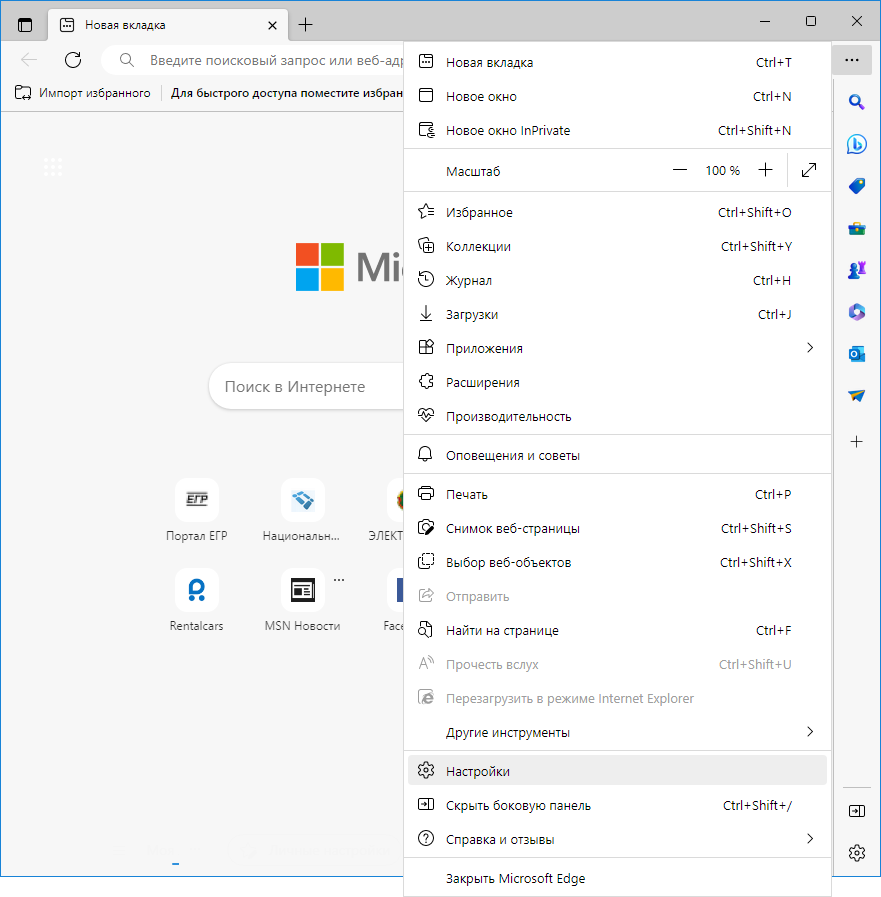 Новая вкладка
Введите поисковый запрос или веб-адр
Импорт избранного
Для быстрого доступа поместите избран
Новая вкладка Ctrl+T
Новое окно Ctrl+N
Новое окно InPrivate Ctrl+Shift+N
Масштаб 100 %
Избранное Ctrl+Shift+O
Коллекции Ctrl+Shift+Y
Журнал Ctrl+H
Загрузки Ctrl+J
Приложения
Расширения
Производительность
Оповещения и советы
Печать Ctrl+P
Снимок веб-страницы Ctrl+Shift+S
Выбор веб-объектов Ctrl+Shift+X
Отправить
Найти на странице Ctrl+F
Прочесть вслух Ctrl+Shift+U
Перезагрузить в режиме Internet Explorer
Другие инструменты
Настройки
Скрыть боковую панель Ctrl+Shift+/
Справка и отзывы
Закрыть Microsoft Edge
Mic
Поиск в Интернете
ЕГР
Портал ЕГР
Национальн...
ЭЛЕКТ
Rentalcars
MSN Новости
Face